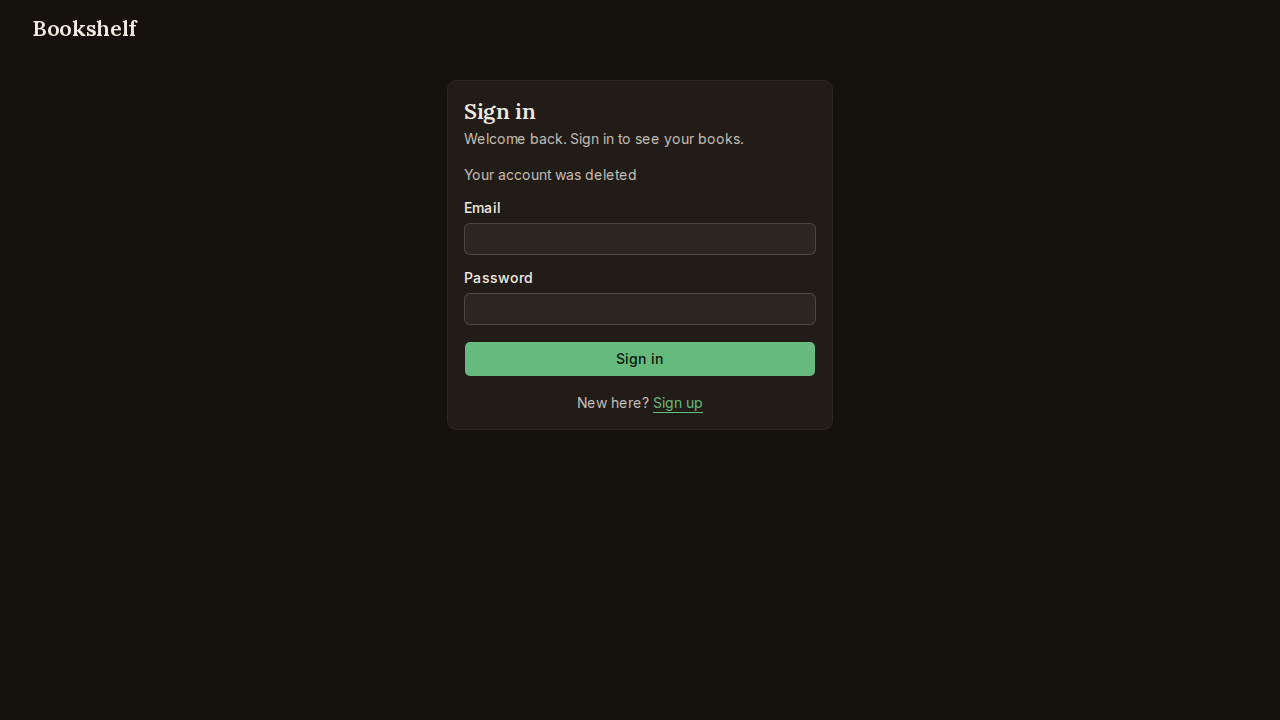 Bookshelf
Sign in
Welcome back. Sign in to see your books.
Your account was deleted
Email
Password
Sign in
New here? Sign up